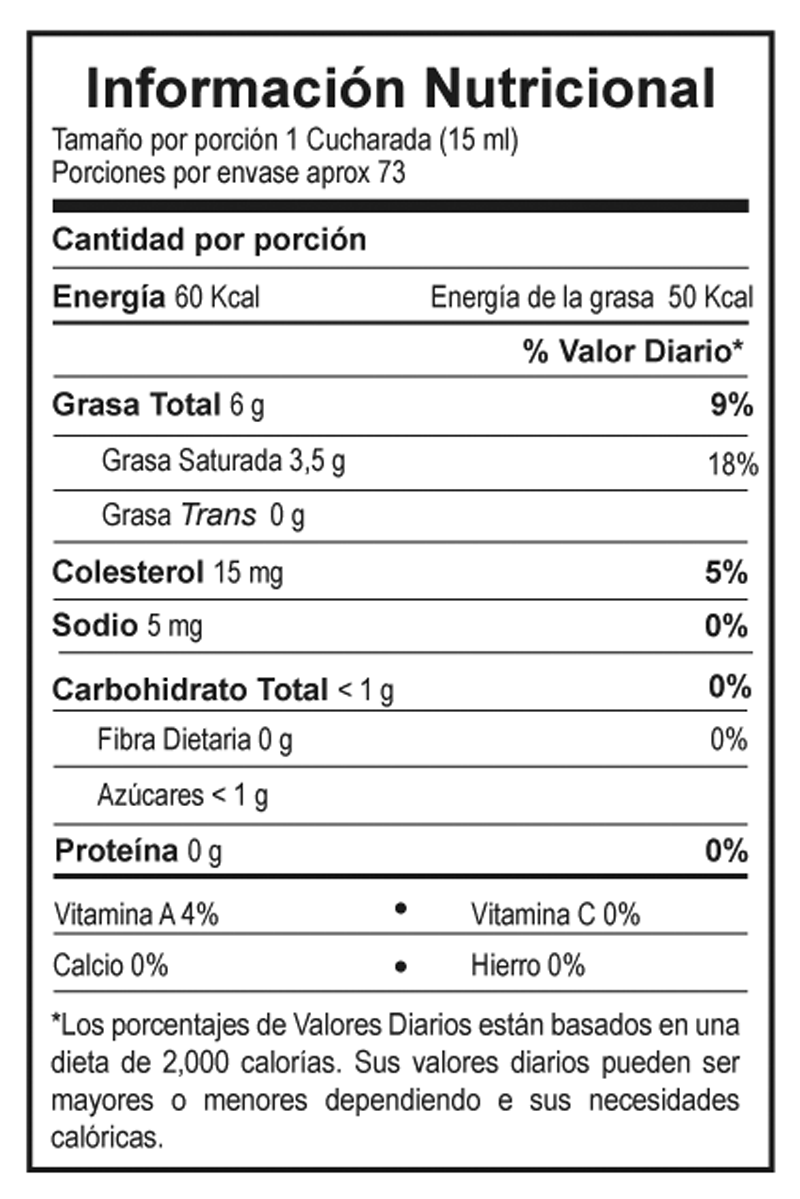 Información Nutricional
Tamaño por porción 1 Cucharada (15 ml)
Porciones por envase aprox 73
Cantidad por porción
Energía 60 Kcal Energía de la grasa 50 Kcal
% Valor Diario*
Grasa Total 6 g 9%
Grasa Saturada 3,5 g 18%
Grasa Trans 0 g
Colesterol 15 mg 5%
Sodio 5 mg 0%
Carbohidrato Total < 1 g 0%
Fibra Dietaria 0 g 0%
Azúcares < 1 g
Proteína 0 g 0%
Vitamina A 4% • Vitamina C 0%
Calcio 0% • Hierro 0%
*Los porcentajes de Valores Diarios están basados en una
dieta de 2,000 calorías. Sus valores diarios pueden ser
mayores o menores dependiendo e sus necesidades
calóricas.